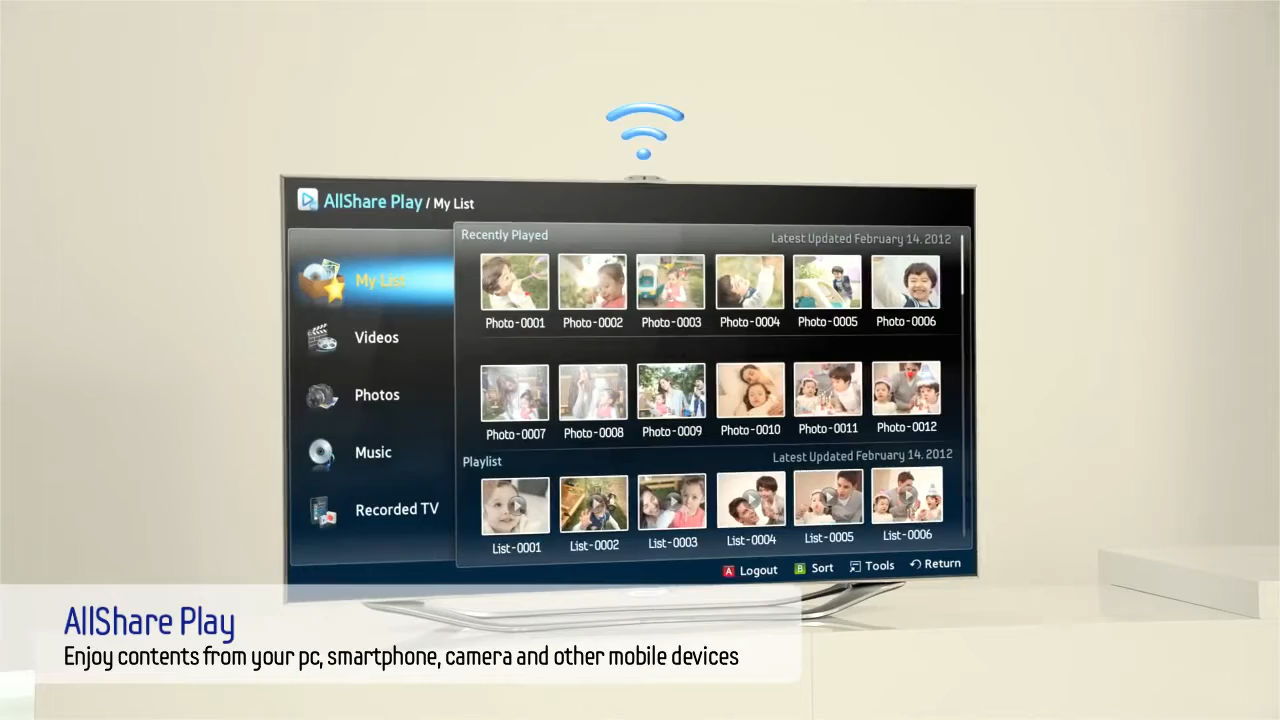 AllShare Play / My List
Recently Played
Latest Updated February 14. 2012
My List
Videos
Photos
Music
Recorded TV
Photo-0001 Photo-0002 Photo-0003 Photo-0004 Photo-0005 Photo-0006
Photo-0007 Photo-0008 Photo-0009 Photo-0010 Photo-0011 Photo-0012
Playlist
Latest Updated February 14. 2012
List-0001 List-0002 List-0003 List-0004 List-0005 List-0006
A Logout B Sort Tools Return
AllShare Play
Enjoy contents from your pc, smartphone, camera and other mobile devices